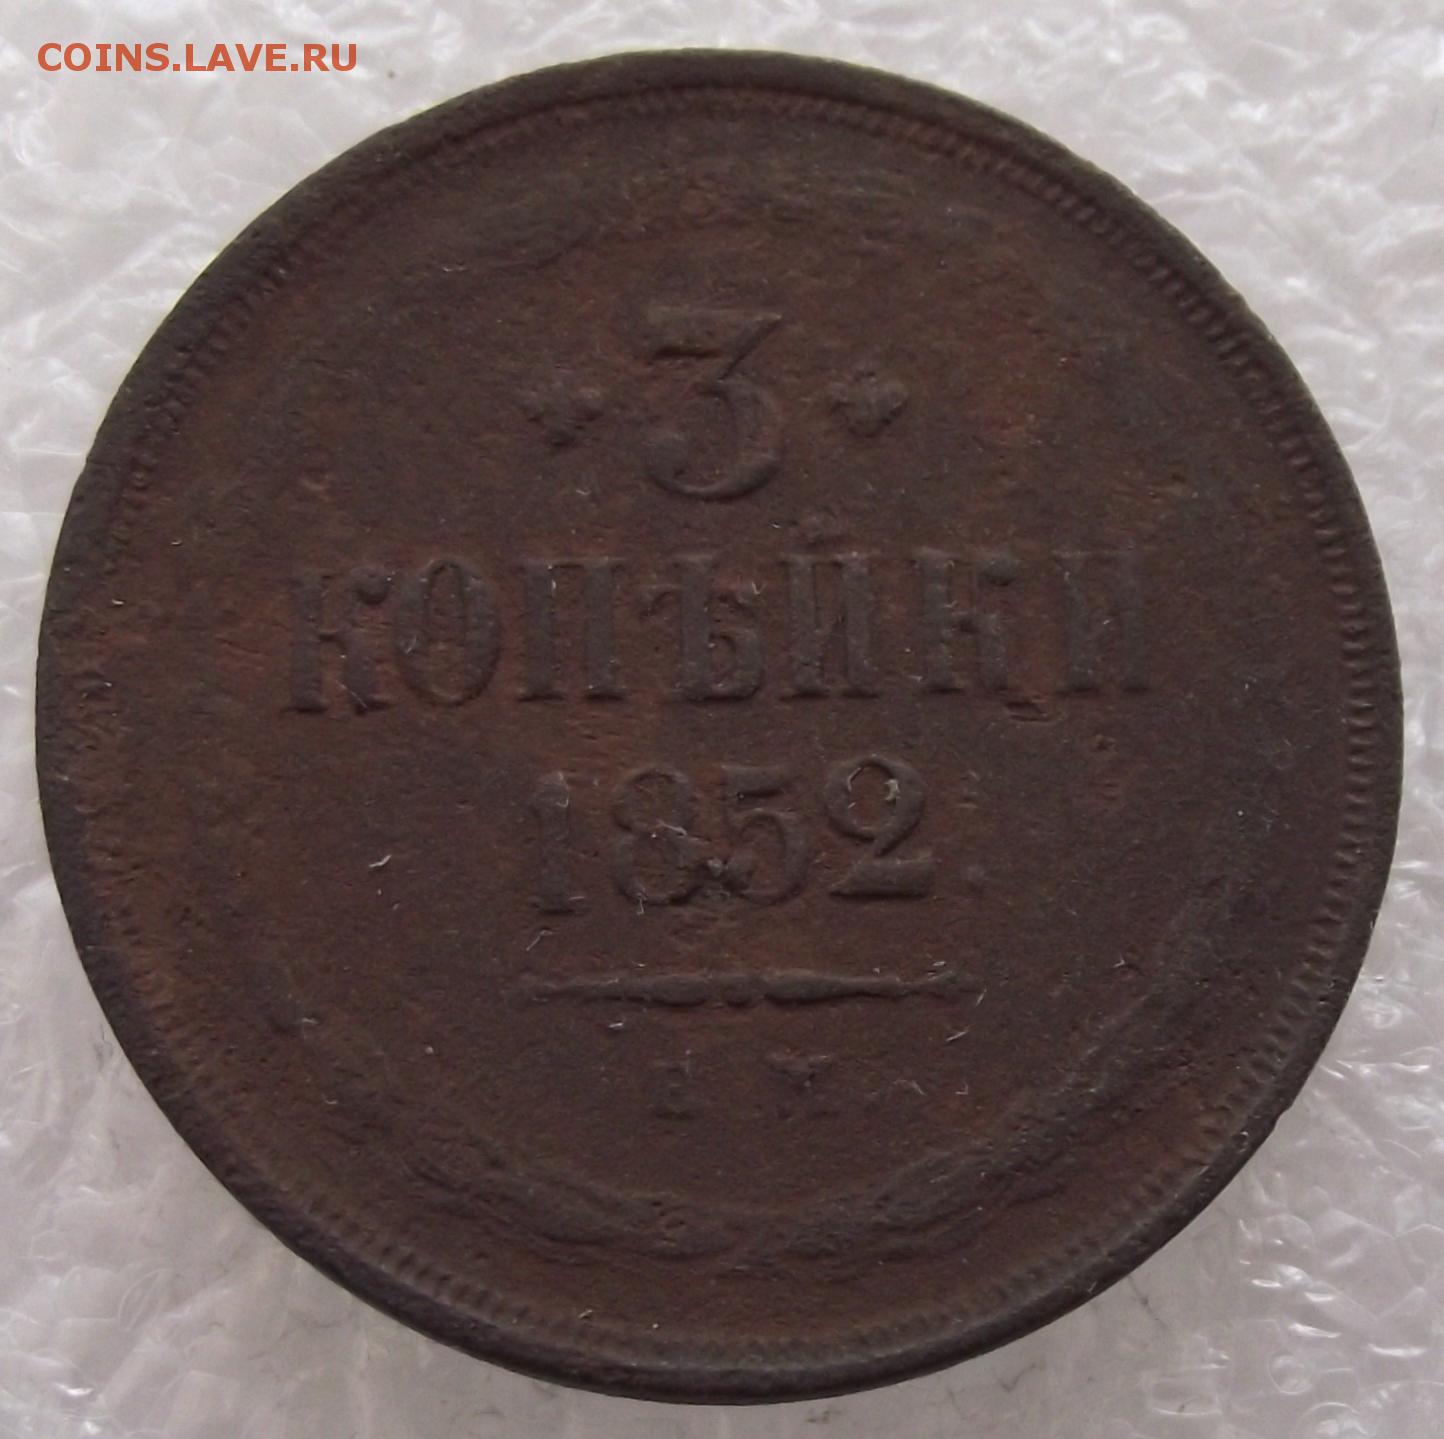 COINS.LAVE.RU
3
КОПѢЙКИ
1852.
Е М